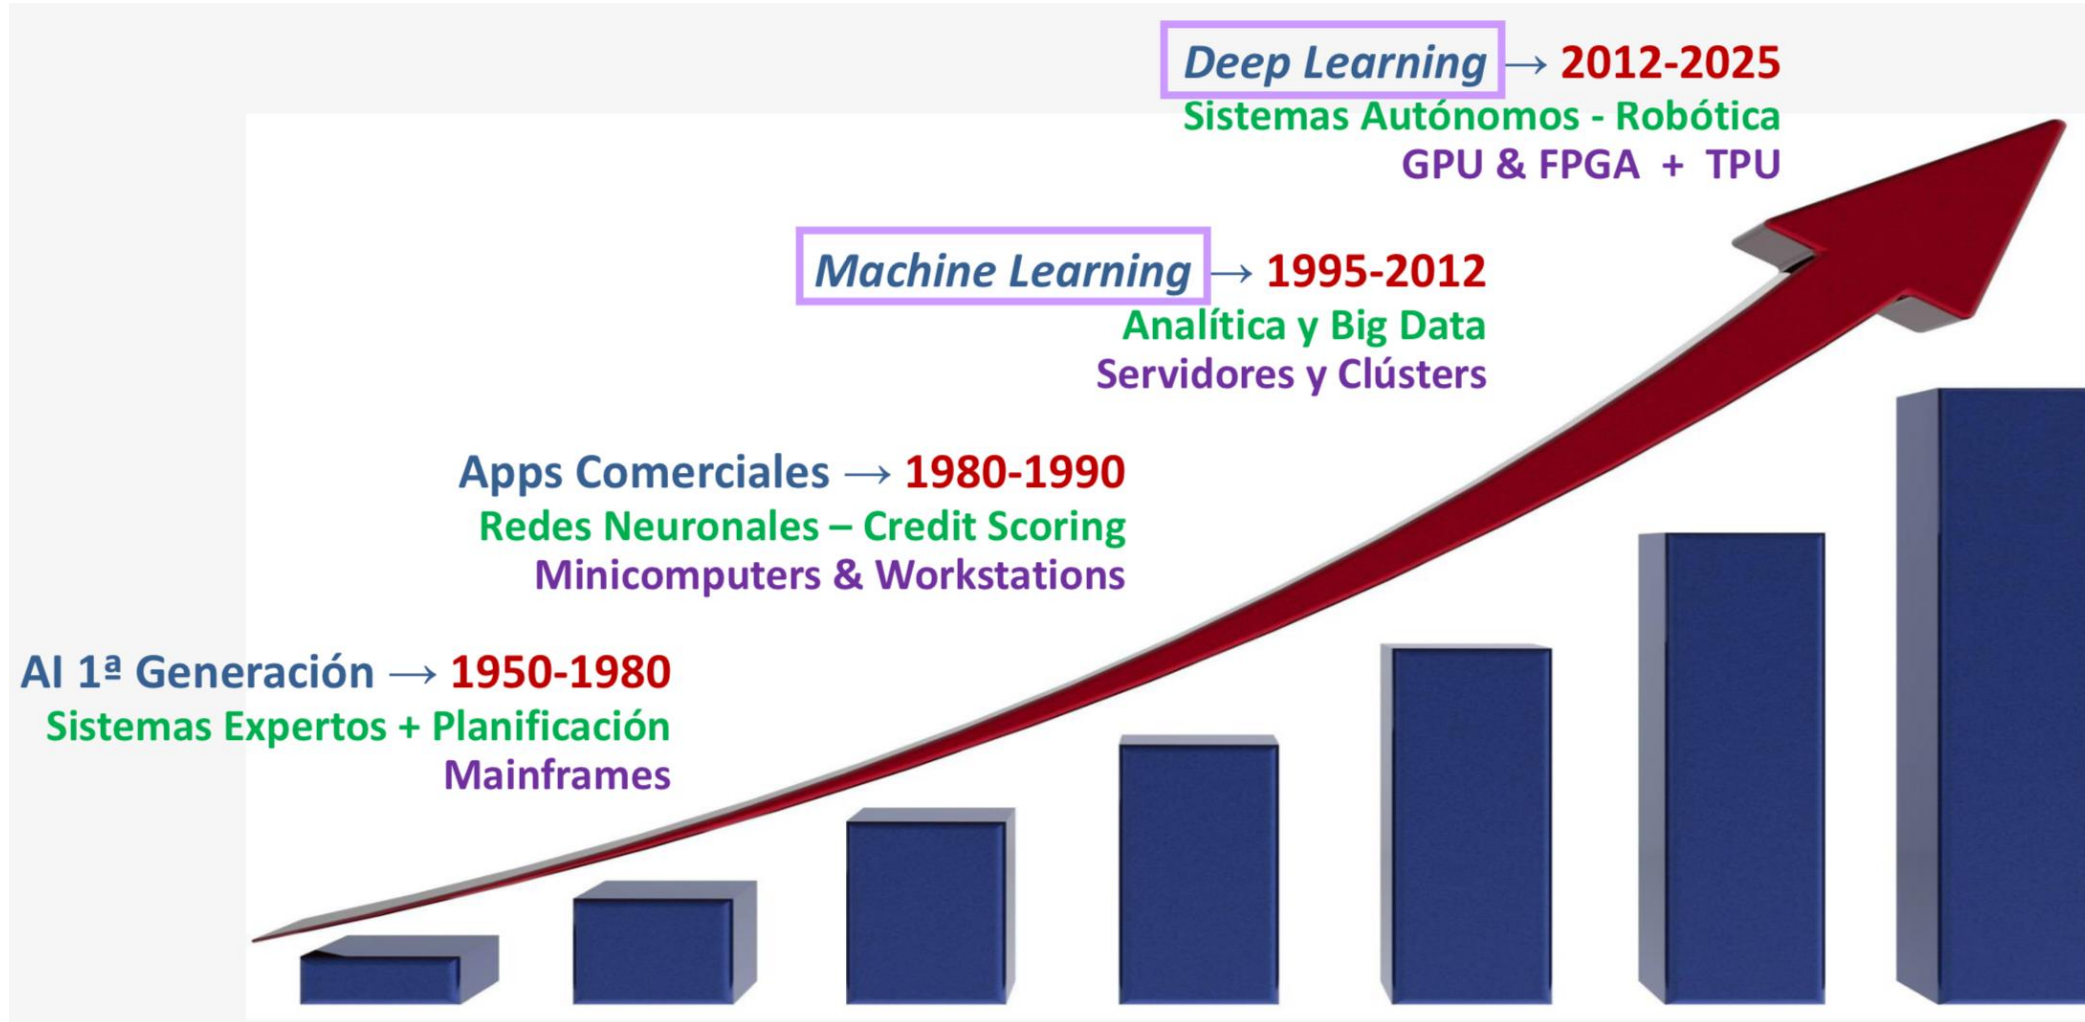 Deep Learning → 2012-2025
Sistemas Autónomos - Robótica
GPU & FPGA + TPU
Machine Learning → 1995-2012
Analítica y Big Data
Servidores y Clústers
Apps Comerciales → 1980-1990
Redes Neuronales – Credit Scoring
Minicomputers & Workstations
AI 1ª Generación → 1950-1980
Sistemas Expertos + Planificación
Mainframes